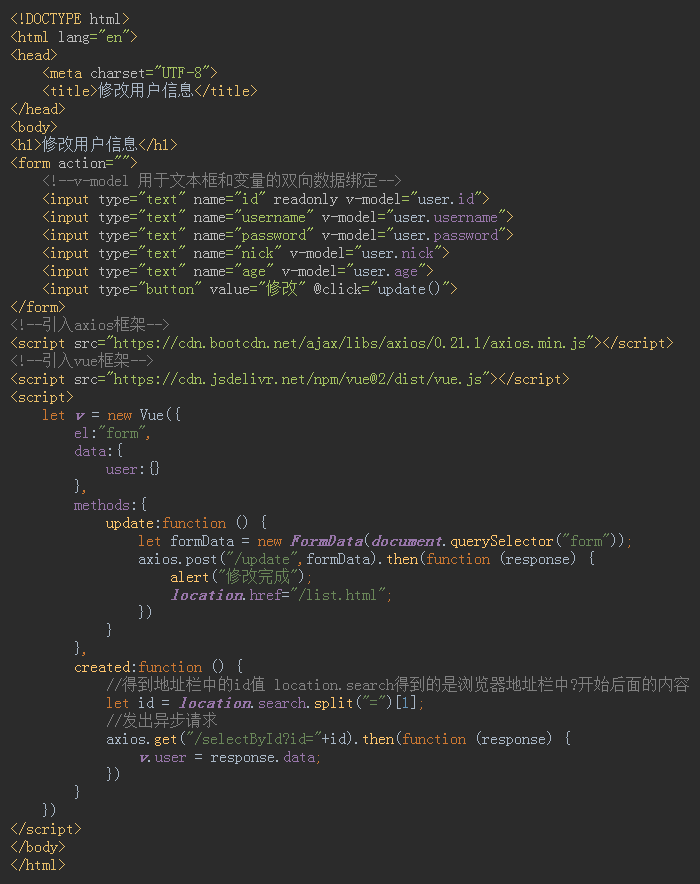 <!DOCTYPE html>
<html lang="en">
<head>
    <meta charset="UTF-8">
    <title>修改用户信息</title>
</head>
<body>
<h1>修改用户信息</h1>
<form action="">
    <!--v-model 用于文本框和变量的双向数据绑定-->
    <input type="text" name="id" readonly v-model="user.id">
    <input type="text" name="username" v-model="user.username">
    <input type="text" name="password" v-model="user.password">
    <input type="text" name="nick" v-model="user.nick">
    <input type="text" name="age" v-model="user.age">
    <input type="button" value="修改" @click="update()">
</form>
<!--引入axios框架-->
<script src="https://cdn.bootcdn.net/ajax/libs/axios/0.21.1/axios.min.js"></script>
<!--引入vue框架-->
<script src="https://cdn.jsdelivr.net/npm/vue@2/dist/vue.js"></script>
<script>
    let v = new Vue({
        el:"form",
        data:{
            user:{}
        },
        methods:{
            update:function () {
                let formData = new FormData(document.querySelector("form"));
                axios.post("/update",formData).then(function (response) {
                    alert("修改完成");
                    location.href="/list.html";
                })
            }
        },
        created:function () {
            //得到地址栏中的id值 location.search得到的是浏览器地址栏中?开始后面的内容
            let id = location.search.split("=")[1];
            //发出异步请求
            axios.get("/selectById?id="+id).then(function (response) {
                v.user = response.data;
            })
        }
    })
</script>
</body>
</html>